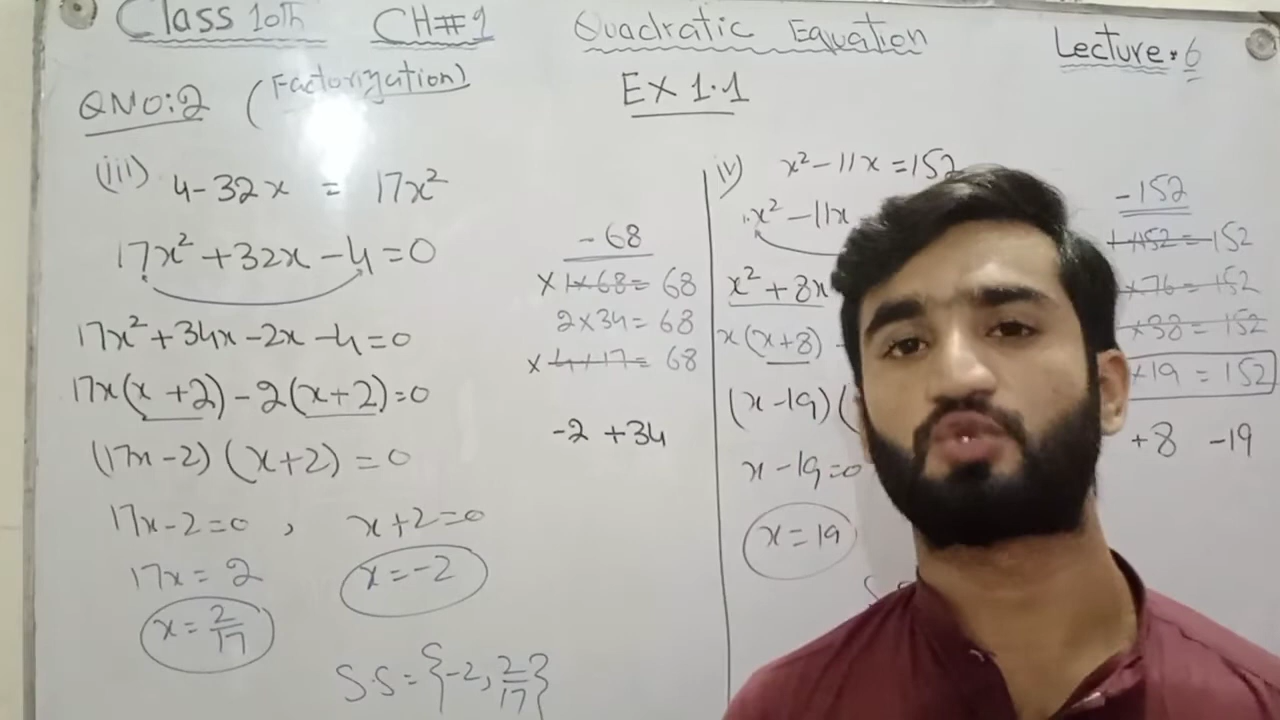 Class 10th CH#1 Quadratic Equation Lecture: 6
QNO:2 (Factorization) EX 1.1
(iii) 4-32x = 17x²
17x² +32x -4=0
17x² +34x -2x -4=0
17x(x +2) -2(x+2)=0
(17x-2) (x+2) =0
17x-2=0 , x+2=0
17x = 2
x=-2
x = 2/17
S.S = {-2, 2/17}
-68
× 1×68= 68
2×34= 68
× 4×17= 68
-2 +34
iv) x²-11x =152
x² -11x
x² +8x
x(x+8) -
(x-19) (
x-19=0
x=19
-152
1×152= 152
×76 = 152
×38 = 152
×19 = 152
+8 -19